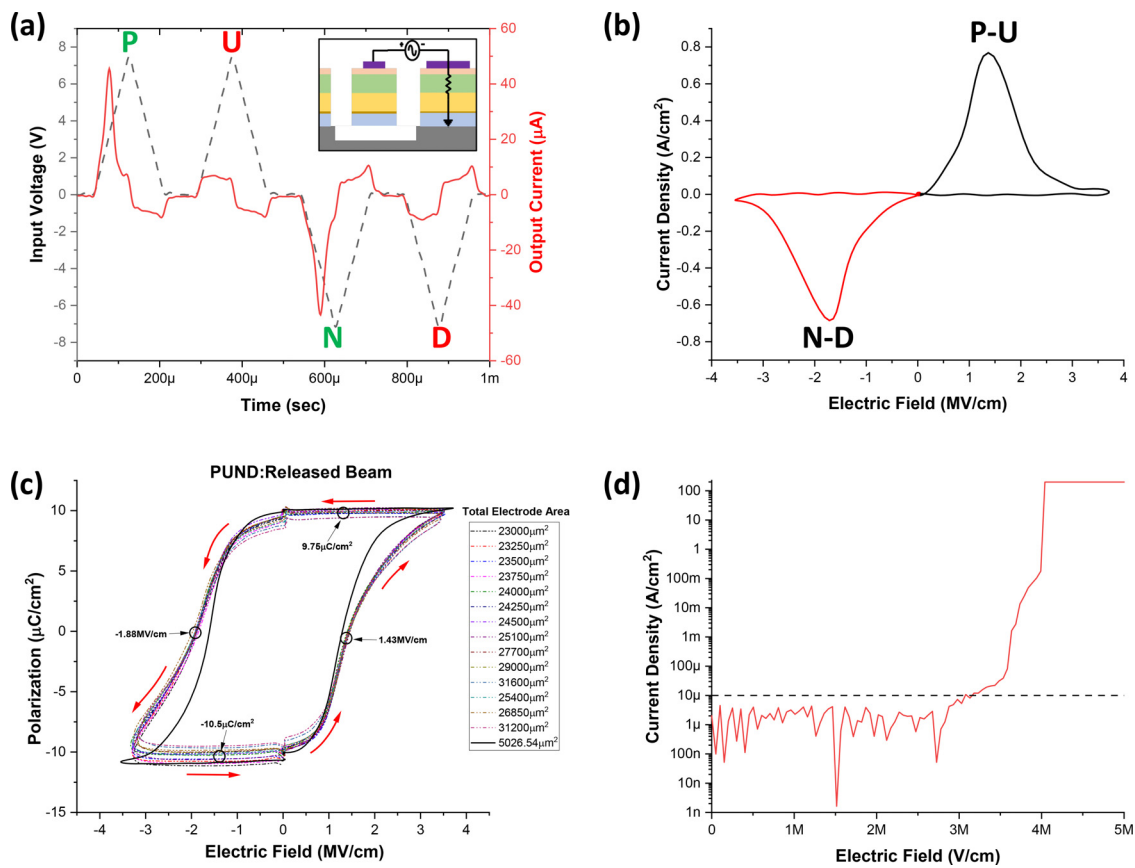 (a)
P
U
N
D
Input Voltage (V)
8
6
4
2
0
-2
-4
-6
-8
Output Current (μA)
60
40
20
0
-20
-40
-60
0
200μ
400μ
600μ
800μ
1m
Time (sec)
+ -
(b)
P-U
N-D
Current Density (A/cm²)
0.8
0.6
0.4
0.2
0.0
-0.2
-0.4
-0.6
-0.8
-4 -3 -2 -1 0 1 2 3 4
Electric Field (MV/cm)
(c)
PUND:Released Beam
Polarization (μC/cm²)
10
5
0
-5
-10
-15
-4 -3 -2 -1 0 1 2 3 4
Electric Field (MV/cm)
9.75μC/cm²
-1.88MV/cm
1.43MV/cm
-10.5μC/cm²
Total Electrode Area
23000μm²
23250μm²
23500μm²
23750μm²
24000μm²
24250μm²
24500μm²
25100μm²
27700μm²
29000μm²
31600μm²
25400μm²
26850μm²
31200μm²
5026.54μm²
(d)
Current Density (A/cm²)
100
1
100m
10m
1m
100μ
10μ
1μ
100n
10n
1n
0 1M 2M 3M 4M 5M
Electric Field (V/cm)